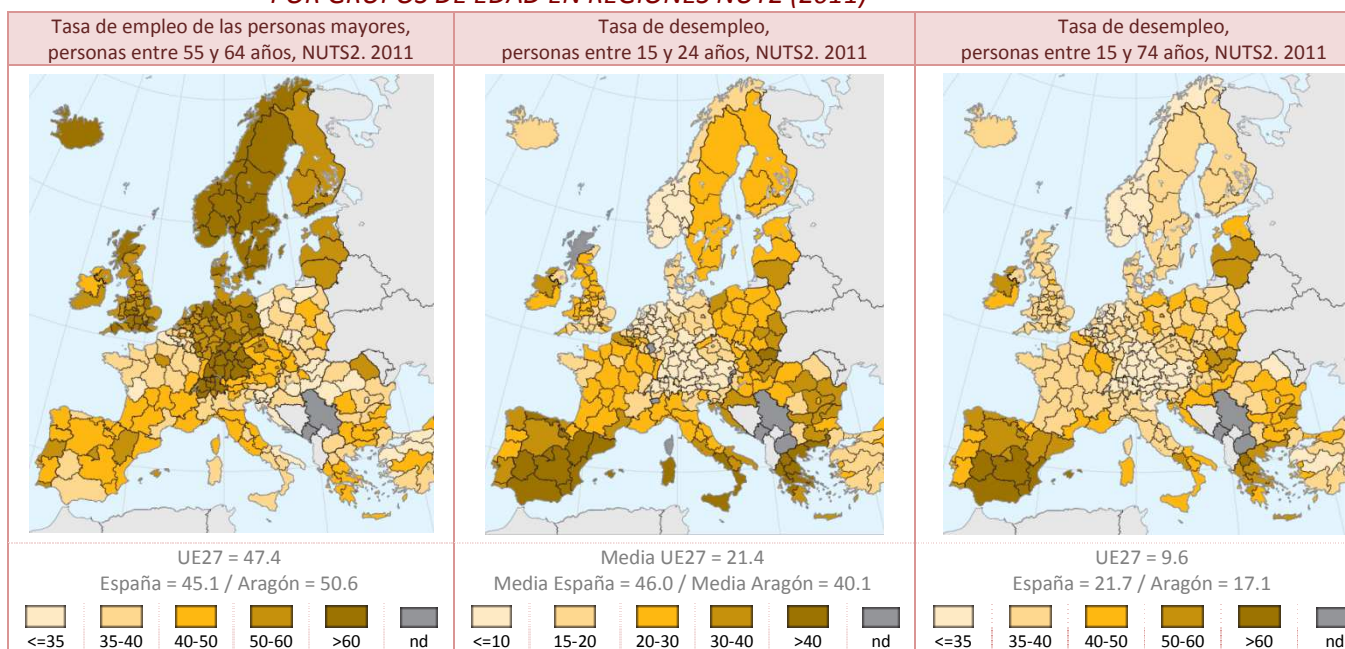 POR GRUPOS DE EDAD EN REGIONES NUT2 (2011)
Tasa de empleo de las personas mayores,
personas entre 55 y 64 años, NUTS2. 2011
Tasa de desempleo,
personas entre 15 y 24 años, NUTS2. 2011
Tasa de desempleo,
personas entre 15 y 74 años, NUTS2. 2011
UE27 = 47.4
España = 45.1 / Aragón = 50.6
Media UE27 = 21.4
Media España = 46.0 / Media Aragón = 40.1
UE27 = 9.6
España = 21.7 / Aragón = 17.1
<=35 35-40 40-50 50-60 >60 nd
<=10 15-20 20-30 30-40 >40 nd
<=35 35-40 40-50 50-60 >60 nd